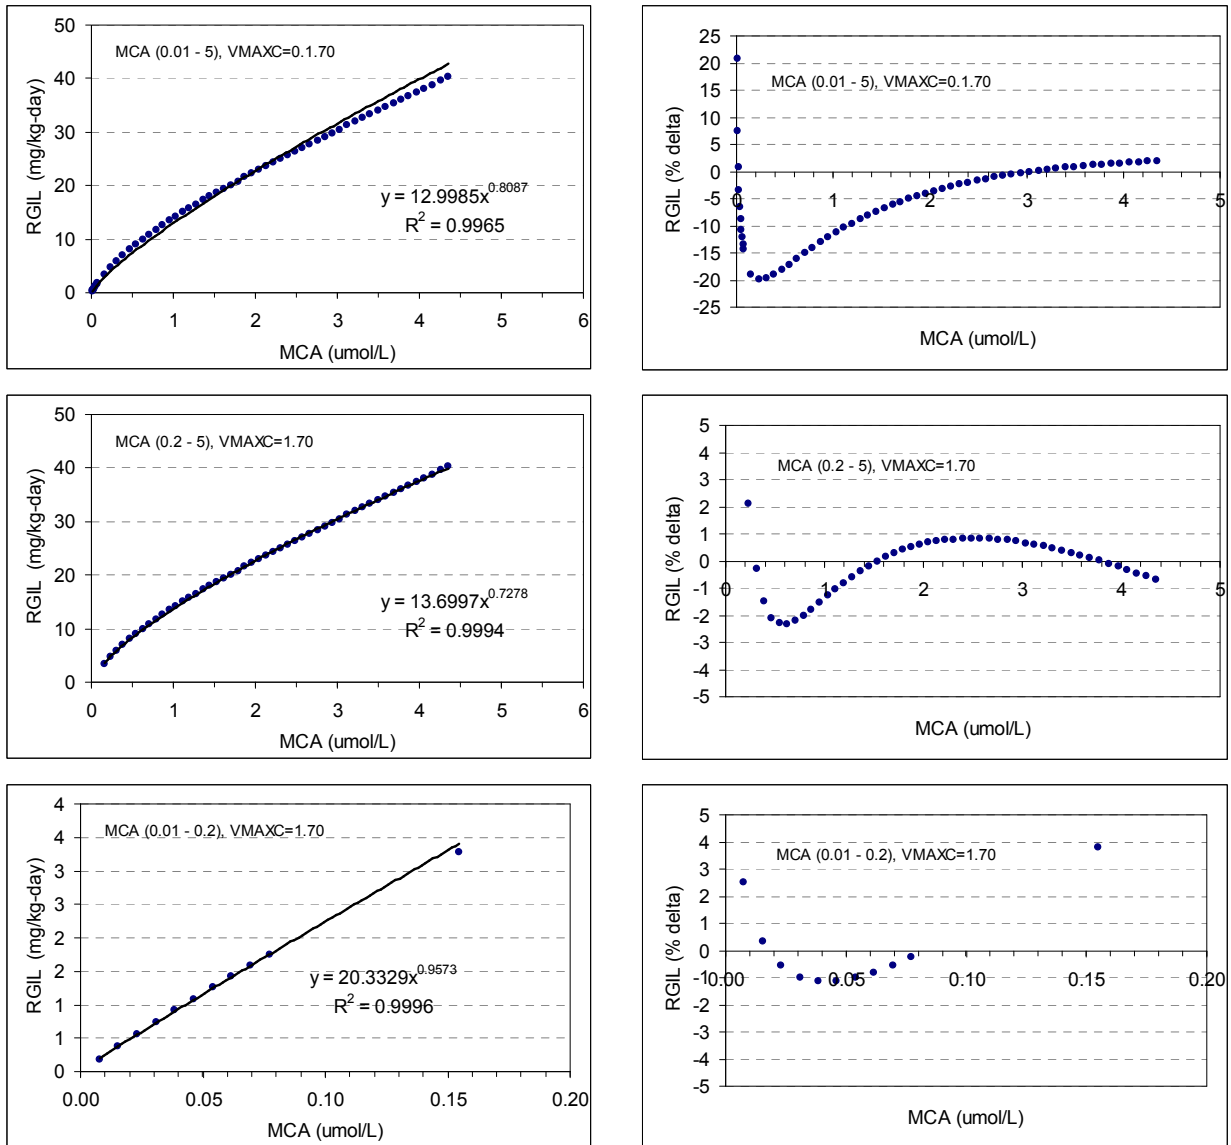 50
40
30
20
10
0
RGIL (mg/kg-day)
MCA (0.01 - 5), VMAXC=0.1.70
y = 12.9985x^0.8087
R^2 = 0.9965
0 1 2 3 4 5 6
MCA (umol/L)
25
20
15
10
5
0
-5
-10
-15
-20
-25
RGIL (% delta)
MCA (0.01 - 5), VMAXC=0.1.70
0 1 2 3 4 5
MCA (umol/L)
50
40
30
20
10
0
RGIL (mg/kg-day)
MCA (0.2 - 5), VMAXC=1.70
y = 13.6997x^0.7278
R^2 = 0.9994
0 1 2 3 4 5 6
MCA (umol/L)
5
4
3
2
1
0
-1
-2
-3
-4
-5
RGIL (% delta)
MCA (0.2 - 5), VMAXC=1.70
0 1 2 3 4 5
MCA (umol/L)
4
4
3
3
2
2
1
1
0
RGIL (mg/kg-day)
MCA (0.01 - 0.2), VMAXC=1.70
y = 20.3329x^0.9573
R^2 = 0.9996
0.00 0.05 0.10 0.15 0.20
MCA (umol/L)
5
4
3
2
1
0
-1
-2
-3
-4
-5
RGIL (% delta)
MCA (0.01 - 0.2), VMAXC=1.70
0.00 0.05 0.10 0.15 0.20
MCA (umol/L)